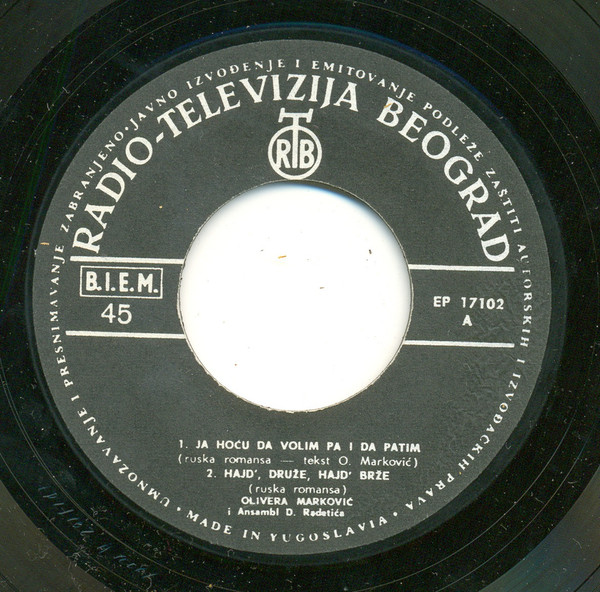 UMNOŽAVANJE I PRESNIMAVANJE ZABRANJENO · JAVNO IZVOĐENJE I EMITOVANJE PODLEŽE ZAŠTITI AUTORSKIH I IZVOĐAČKIH PRAVA ·
RADIO-TELEVIZIJA BEOGRAD
RTB
B.I.E.M.
45
EP 17102
A
1. JA HOĆU DA VOLIM PA I DA PATIM
(ruska romansa — tekst O. Marković)
2. HAJD', DRUŽE, HAJD' BRŽE
(ruska romansa)
OLIVERA MARKOVIĆ
i Ansambl D. Radetića
· MADE IN YUGOSLAVIA ·